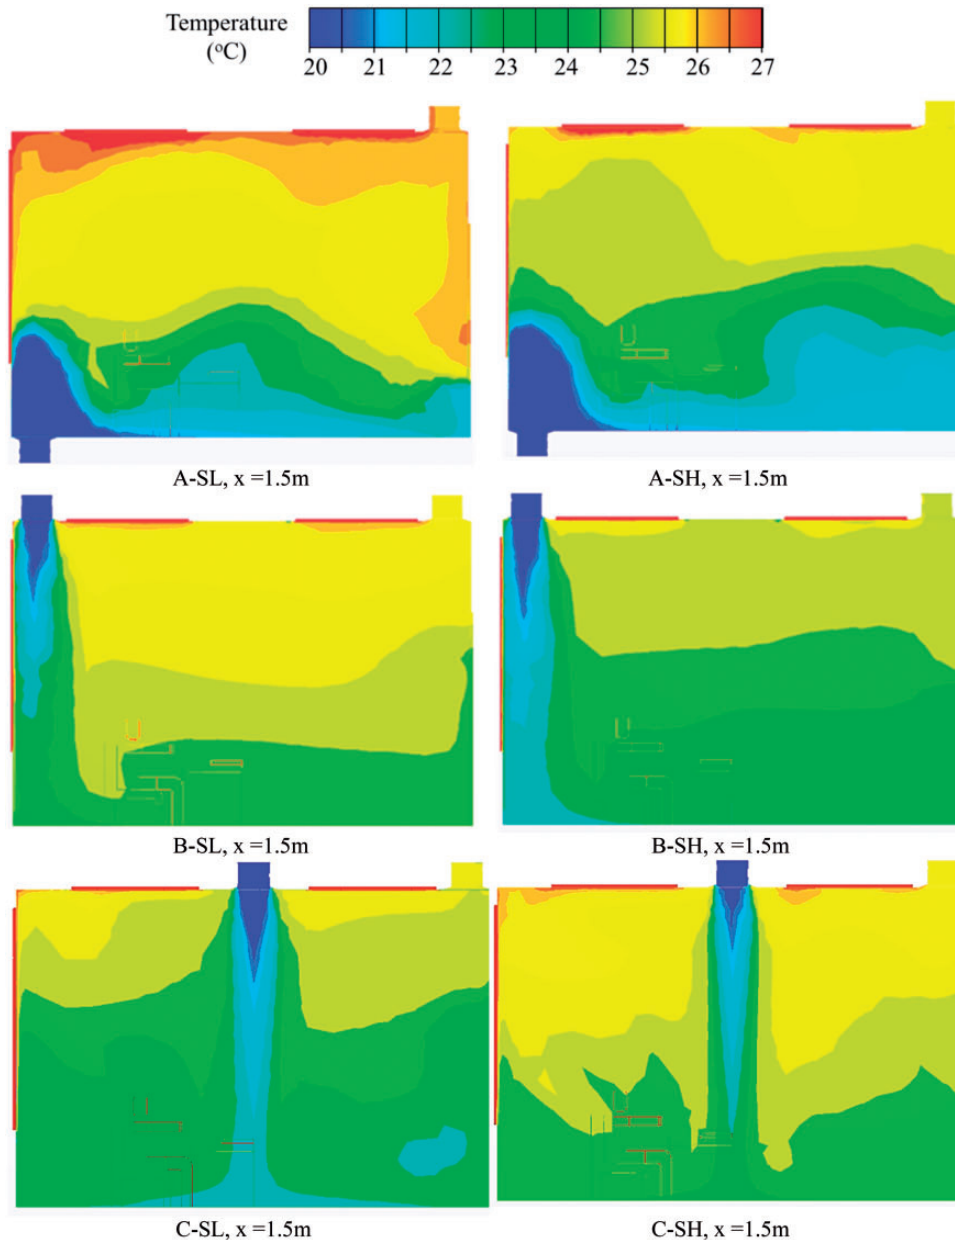 Temperature
(°C)
20 21 22 23 24 25 26 27
A-SL, x =1.5m
A-SH, x =1.5m
B-SL, x =1.5m
B-SH, x =1.5m
C-SL, x =1.5m
C-SH, x =1.5m